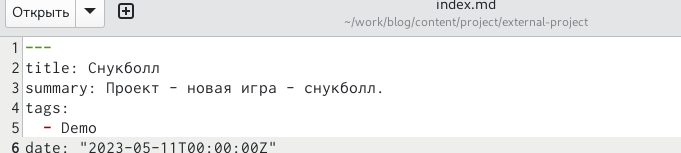 Открыть
index.md
~/work/blog/content/project/external-project
1 ---
2 title: Снукболл
3 summary: Проект - новая игра - снукболл.
4 tags:
5   - Demo
6 date: "2023-05-11T00:00:00Z"